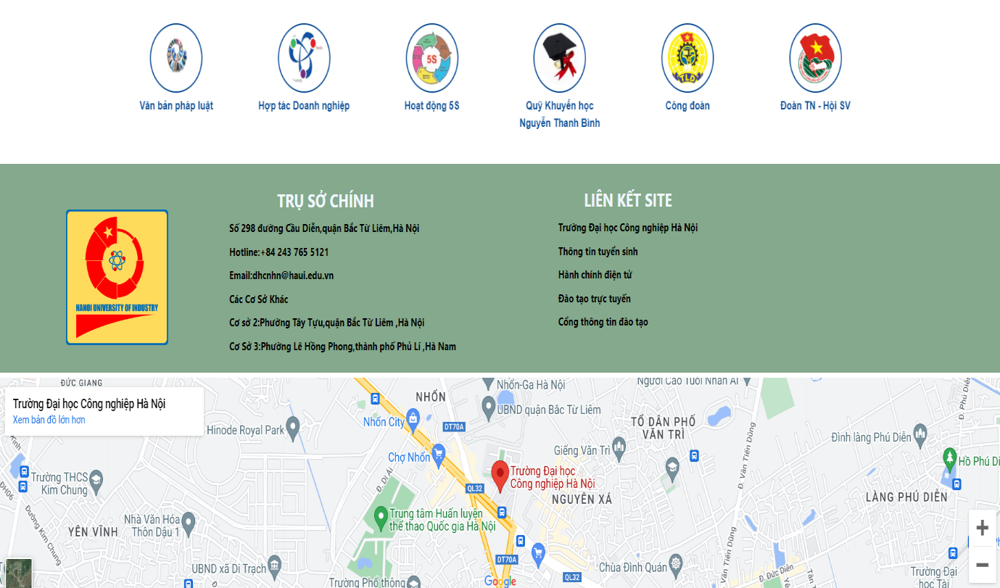 5S
TLD
Văn bản pháp luật
Hợp tác Doanh nghiệp
Hoạt động 5S
Quỹ Khuyến học
Nguyễn Thanh Bình
Công đoàn
Đoàn TN - Hội SV
TRỤ SỞ CHÍNH
Số 298 đường Cầu Diễn,quận Bắc Từ Liêm,Hà Nội
Hotline:+84 243 765 5121
Email:dhcnhn@haui.edu.vn
Các Cơ Sở Khác
Cơ sở 2:Phường Tây Tựu,quận Bắc Từ Liêm ,Hà Nội
Cơ Sở 3:Phường Lê Hồng Phong,thành phố Phủ Lí ,Hà Nam
LIÊN KẾT SITE
Trường Đại học Công nghiệp Hà Nội
Thông tin tuyển sinh
Hành chính điện tử
Đào tạo trực tuyến
Cổng thông tin đào tạo
HANOI UNIVERSITY OF INDUSTRY
ĐỨC GIANG
Trường Đại học Công nghiệp Hà Nội
Xem bản đồ lớn hơn
Nhổn-Ga Hà Nội
Người Cao Tuổi Nhân Ái
NHỔN
UBND quận Bắc Từ Liêm
Đ. Phú Diễn
Nhổn City
DT70A
TỔ DÂN PHỐ
VĂN TRÌ
Hinode Royal Park
Đình làng Phú Diễn
Giếng Văn Trì
Chợ Nhổn
Hồ Phú Di
Trường THCS
Kim Chung
Đ. Di Ái
Trường Đại học
Công nghiệp Hà Nội
Đ. Văn Tiến Dũng
ĐH06
QL32
NGUYÊN XÁ
LÀNG PHÚ DIỄN
Đường Kim Chung
Trung tâm Huấn luyện
thể thao Quốc gia Hà Nội
Nhà Văn Hóa
Thôn Dậu 1
YÊN VĨNH
Văn Tiến Dũng
UBND xã Di Trạch
DT70A
Chùa Đình Quán
Đ. Đức Diễn
Trường Đại
học Tài
QL32
Trường Phổ thông
Google